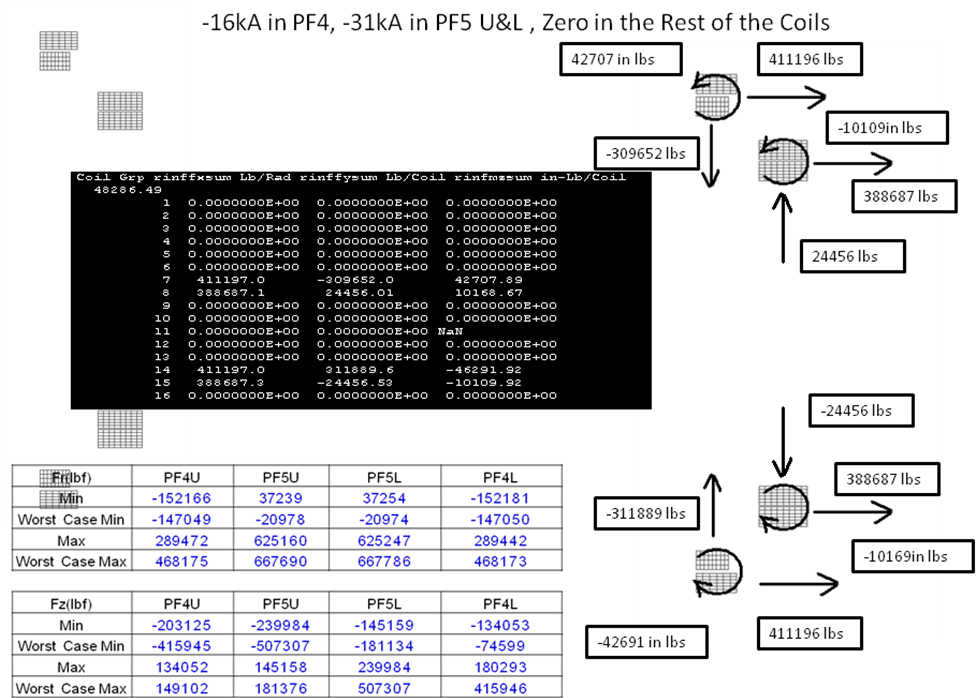 -16kA in PF4, -31kA in PF5 U&L , Zero in the Rest of the Coils
42707 in lbs
411196 lbs
-10109in lbs
-309652 lbs
388687 lbs
24456 lbs
Coil Grp rinffxsum Lb/Rad rinffysum Lb/Coil rinfmzsum in-Lb/Coil
48286.49
1 0.0000000E+00 0.0000000E+00 0.0000000E+00
2 0.0000000E+00 0.0000000E+00 0.0000000E+00
3 0.0000000E+00 0.0000000E+00 0.0000000E+00
4 0.0000000E+00 0.0000000E+00 0.0000000E+00
5 0.0000000E+00 0.0000000E+00 0.0000000E+00
6 0.0000000E+00 0.0000000E+00 0.0000000E+00
7 411197.0 -309652.0 42707.89
8 388687.1 24456.01 10168.67
9 0.0000000E+00 0.0000000E+00 0.0000000E+00
10 0.0000000E+00 0.0000000E+00 0.0000000E+00
11 0.0000000E+00 0.0000000E+00 NaN
12 0.0000000E+00 0.0000000E+00 0.0000000E+00
13 0.0000000E+00 0.0000000E+00 0.0000000E+00
14 411197.0 311889.6 -46291.92
15 388687.3 -24456.53 -10109.92
16 0.0000000E+00 0.0000000E+00 0.0000000E+00
-24456 lbs
388687 lbs
-311889 lbs
-10169in lbs
-42691 in lbs
411196 lbs
Fr(lbf) PF4U PF5U PF5L PF4L
Min -152166 37239 37254 -152181
Worst Case Min -147049 -20978 -20974 -147050
Max 289472 625160 625247 289442
Worst Case Max 468175 667690 667786 468173
Fz(lbf) PF4U PF5U PF5L PF4L
Min -203125 -239984 -145159 -134053
Worst Case Min -415945 -507307 -181134 -74599
Max 134052 145158 239984 180293
Worst Case Max 149102 181376 507307 415946